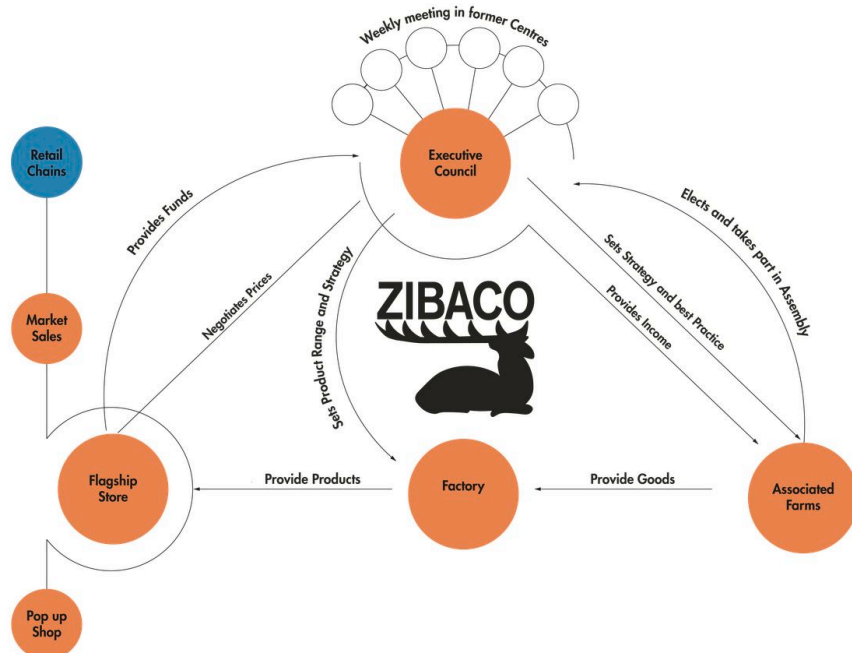 Weekly meeting in former Centres
Executive
Council
Retail
Chains
Provides Funds
Negotiates Prices
Sets Product Range and Strategy
Elects and takes part in Assembly
Sets Strategy and best Practice
Provides Income
ZIBACO
Market
Sales
Flagship
Store
Provide Products
Factory
Provide Goods
Associated
Farms
Pop up
Shop